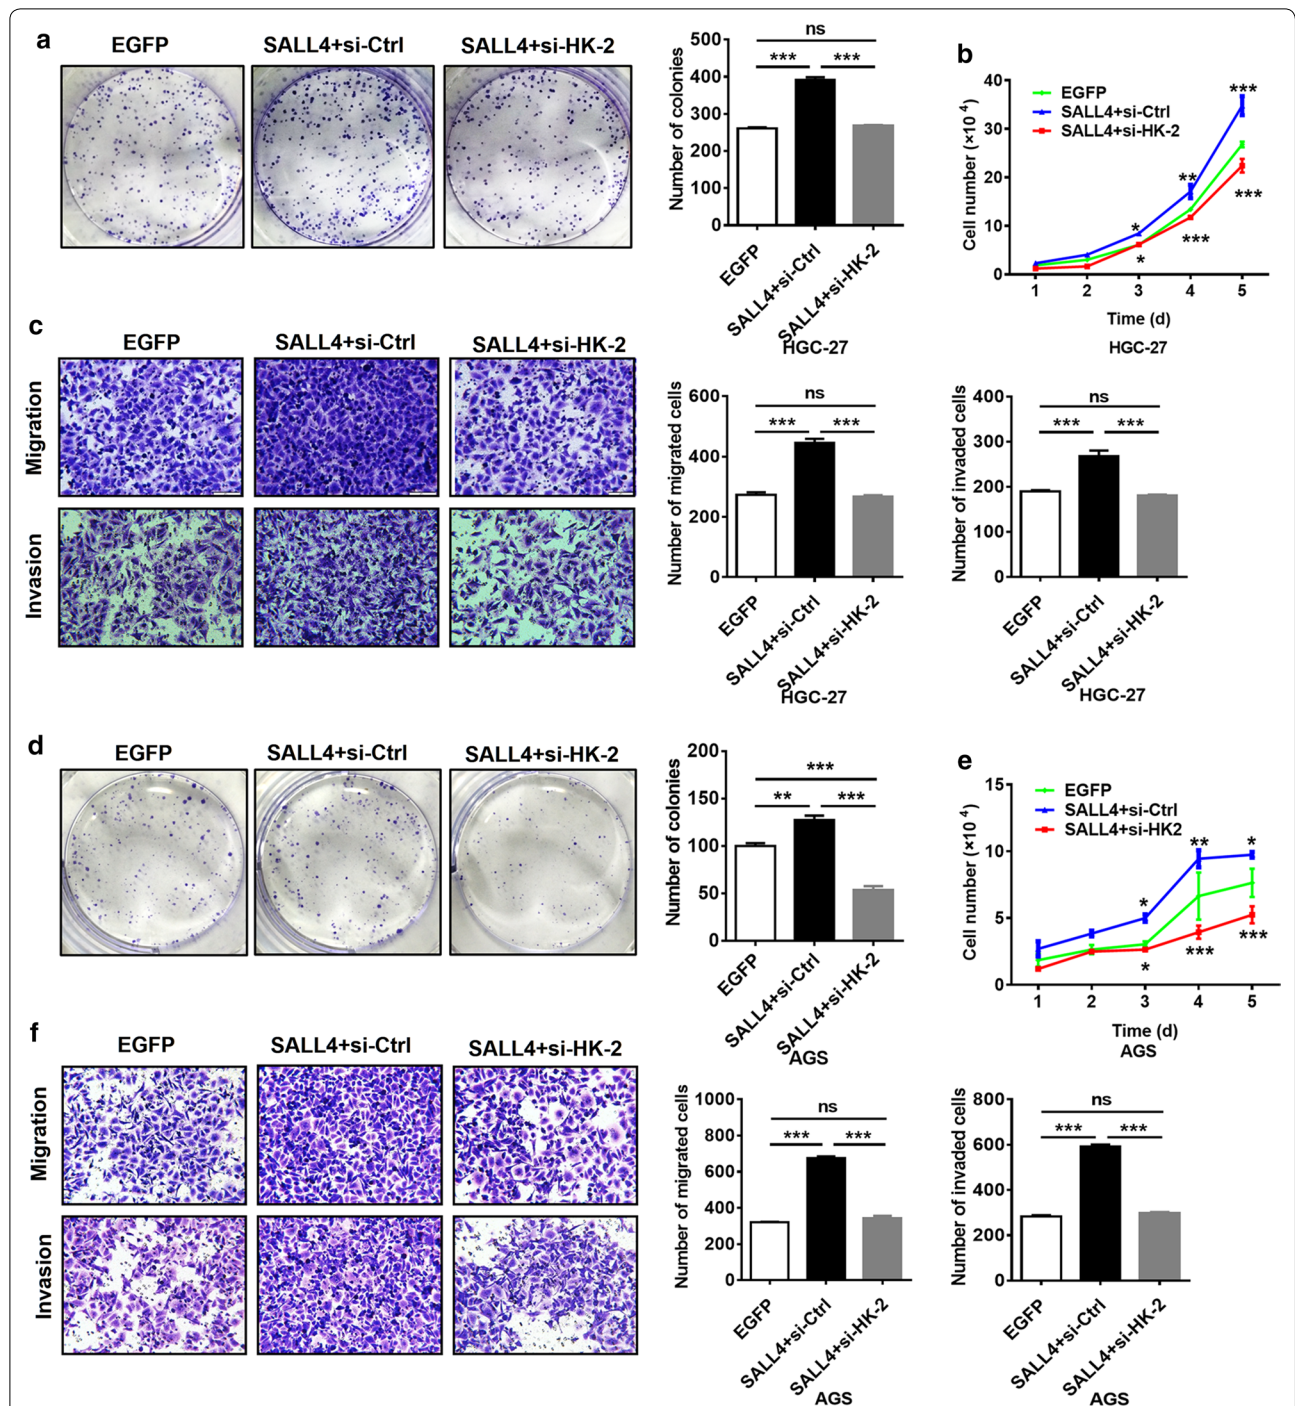 a
EGFP
SALL4+si-Ctrl
SALL4+si-HK-2
Number of colonies
500
400
300
200
100
0
ns
*** ***
EGFP
SALL4+si-Ctrl
SALL4+si-HK-2
HGC-27
b
Cell number (×10 4)
40
30
20
10
0
EGFP
SALL4+si-Ctrl
SALL4+si-HK-2
*
**
***
*
***
***
1 2 3 4 5
Time (d)
HGC-27
c
EGFP
SALL4+si-Ctrl
SALL4+si-HK-2
Migration
Invasion
Number of migrated cells
600
400
200
0
ns
*** ***
EGFP
SALL4+si-Ctrl
SALL4+si-HK-2
HGC-27
Number of invaded cells
400
300
200
100
0
ns
*** ***
EGFP
SALL4+si-Ctrl
SALL4+si-HK-2
HGC-27
d
EGFP
SALL4+si-Ctrl
SALL4+si-HK-2
Number of colonies
200
150
100
50
0
***
** ***
EGFP
SALL4+si-Ctrl
SALL4+si-HK-2
AGS
e
Cell number (×10 4)
15
10
5
0
EGFP
SALL4+si-Ctrl
SALL4+si-HK2
*
**
*
*
***
***
1 2 3 4 5
Time (d)
AGS
f
EGFP
SALL4+si-Ctrl
SALL4+si-HK-2
Migration
Invasion
Number of migrated cells
1000
800
600
400
200
0
ns
*** ***
EGFP
SALL4+si-Ctrl
SALL4+si-HK-2
AGS
Number of invaded cells
800
600
400
200
0
ns
*** ***
EGFP
SALL4+si-Ctrl
SALL4+si-HK-2
AGS